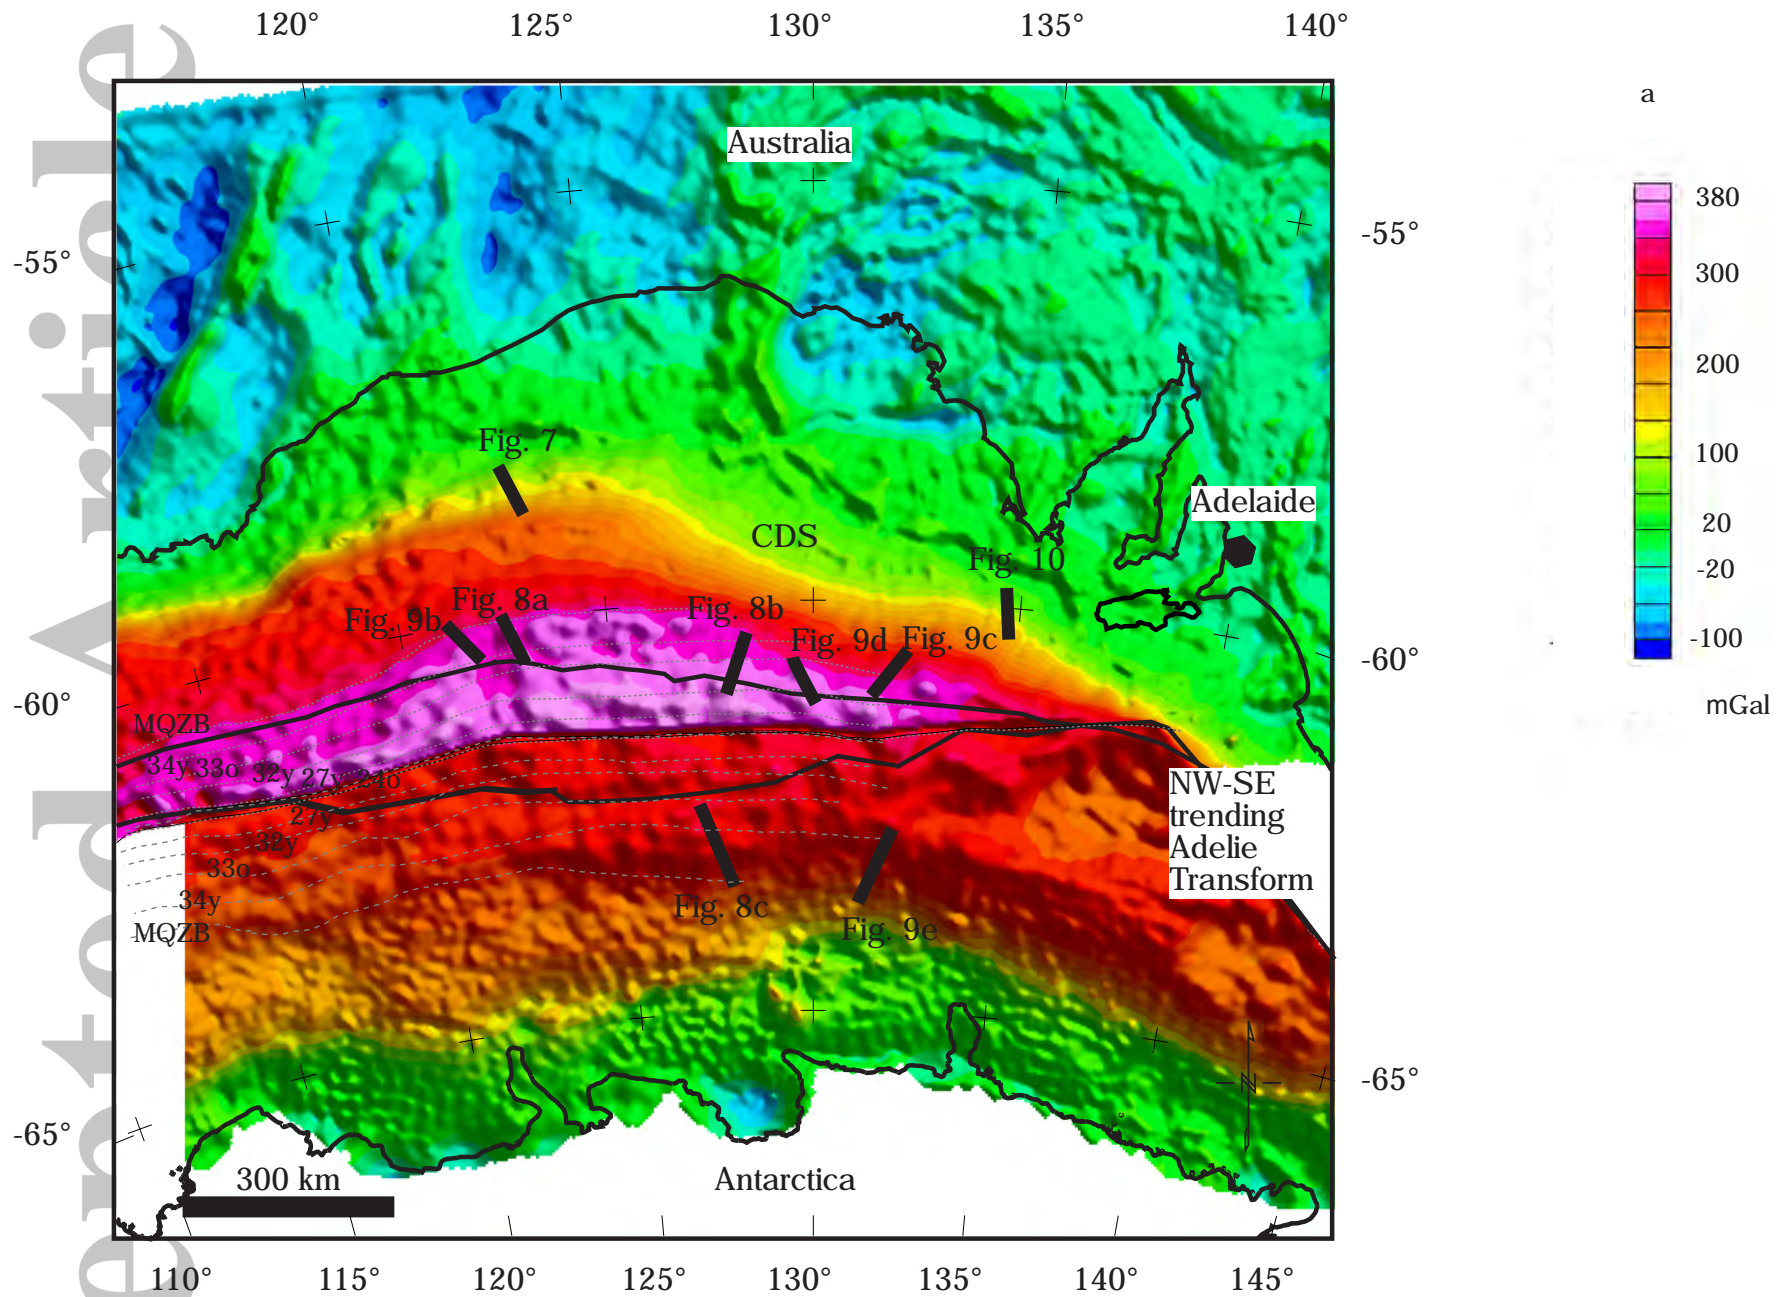 120° 125° 130° 135° 140°
a
Australia
380
-55°
-55°
300
200
Fig. 7
100
Adelaide
20
CDS
Fig. 10
-20
Fig. 8a
Fig. 9b
Fig. 8b
Fig. 9d
Fig. 9c
-100
-60°
-60°
mGal
MQZB
34y 33o 32y 27y 24o
NW-SE
trending
Adelie
Transform
27y
32y
33o
34y
MQZB
Fig. 8c
Fig. 9e
N
-65°
-65°
300 km
Antarctica
110° 115° 120° 125° 130° 135° 140° 145°
ented Article